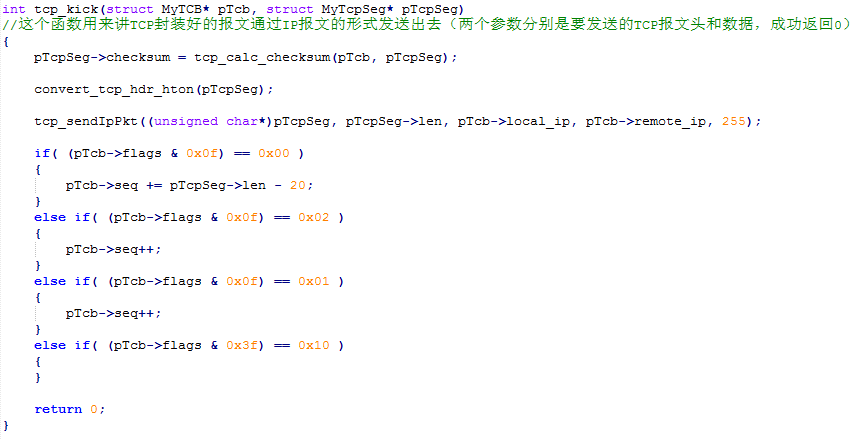 int tcp_kick(struct MyTCB* pTcb, struct MyTcpSeg* pTcpSeg)
//这个函数用来讲TCP封装好的报文通过IP报文的形式发送出去（两个参数分别是要发送的TCP报文头和数据，成功返回0）
{
    pTcpSeg->checksum = tcp_calc_checksum(pTcb, pTcpSeg);
    convert_tcp_hdr_hton(pTcpSeg);
    tcp_sendIpPkt((unsigned char*)pTcpSeg, pTcpSeg->len, pTcb->local_ip, pTcb->remote_ip, 255);
    if( (pTcb->flags & 0x0f) == 0x00 )
    {
        pTcb->seq += pTcpSeg->len - 20;
    }
    else if( (pTcb->flags & 0x0f) == 0x02 )
    {
        pTcb->seq++;
    }
    else if( (pTcb->flags & 0x0f) == 0x01 )
    {
        pTcb->seq++;
    }
    else if( (pTcb->flags & 0x3f) == 0x10 )
    {
    }
    return 0;
}